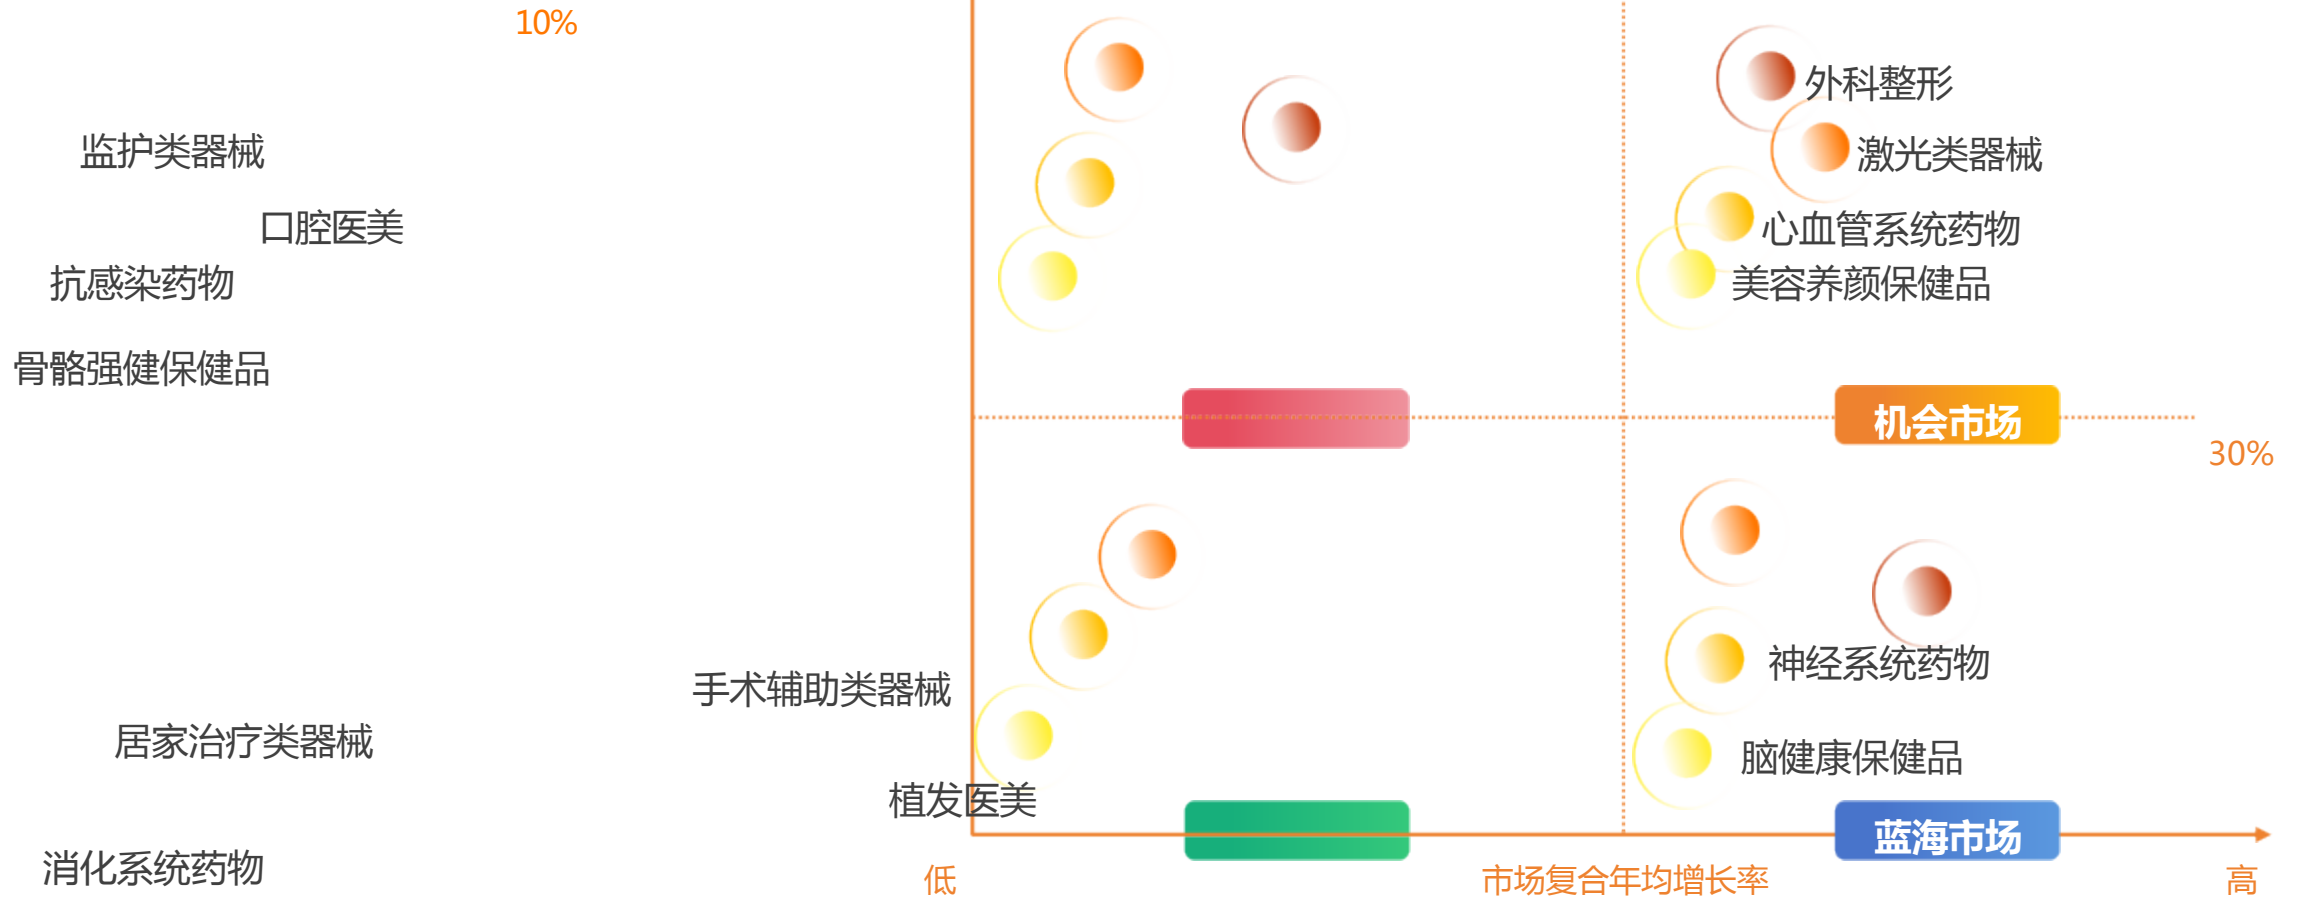 10%
外科整形
监护类器械
激光类器械
口腔医美
心血管系统药物
抗感染药物
美容养颜保健品
骨骼强健保健品
机会市场
30%
神经系统药物
手术辅助类器械
居家治疗类器械
脑健康保健品
植发医美
蓝海市场
消化系统药物
低
市场复合年均增长率
高